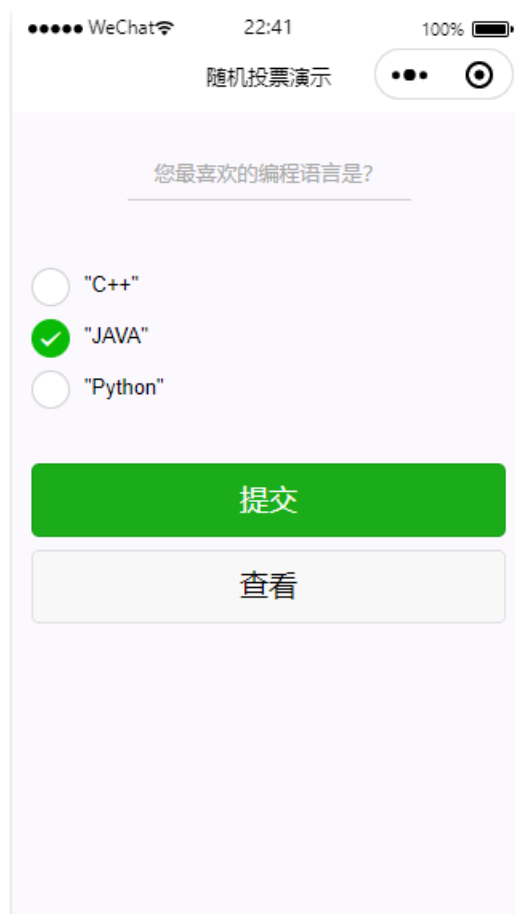 WeChat 22:41 100%
随机投票演示
您最喜欢的编程语言是?
"C++"
"JAVA"
"Python"
提交
查看